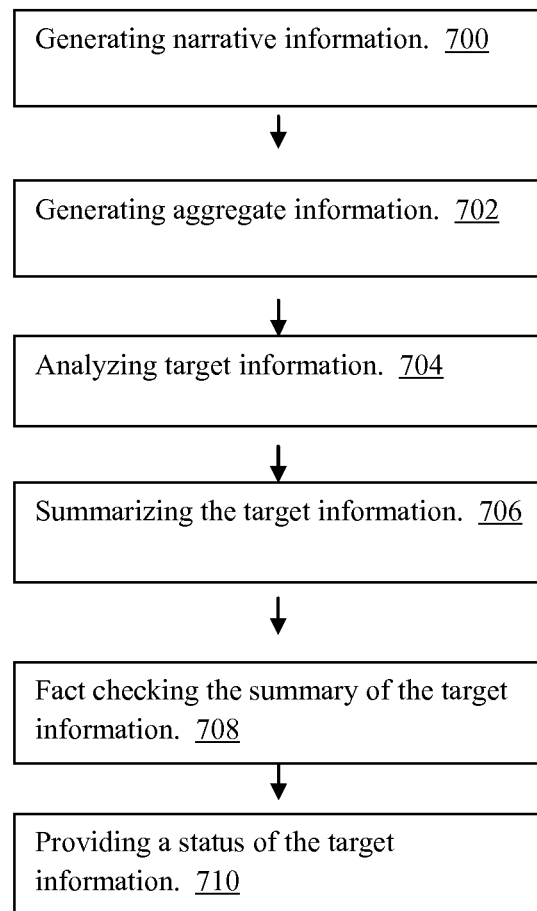 Generating narrative information. 700
Generating aggregate information. 702
Analyzing target information. 704
Summarizing the target information. 706
Fact checking the summary of the target
information. 708
Providing a status of the target
information. 710